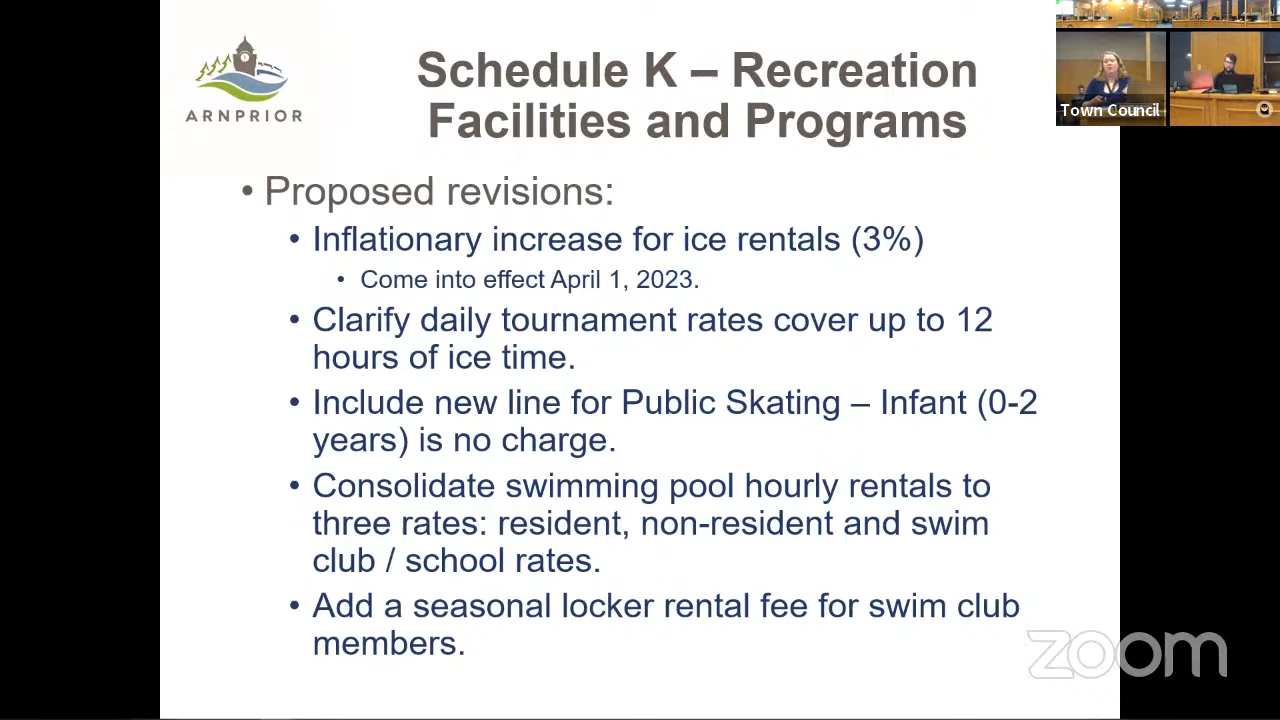 ARNPRIOR
Schedule K – Recreation
Facilities and Programs
Town Council
• Proposed revisions:
• Inflationary increase for ice rentals (3%)
• Come into effect April 1, 2023.
• Clarify daily tournament rates cover up to 12
hours of ice time.
• Include new line for Public Skating – Infant (0-2
years) is no charge.
• Consolidate swimming pool hourly rentals to
three rates: resident, non-resident and swim
club / school rates.
• Add a seasonal locker rental fee for swim club
members.
zoom